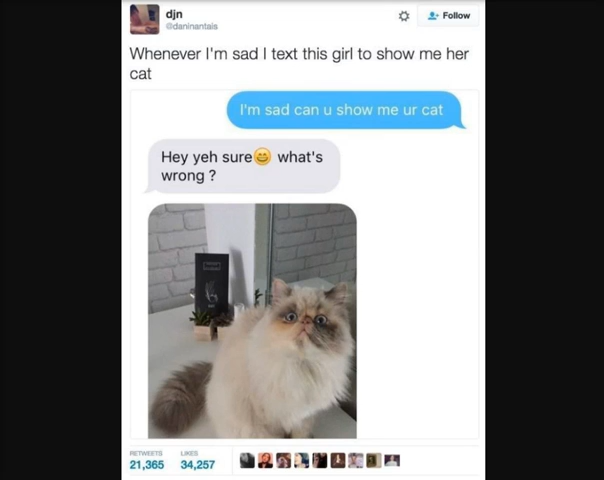 djn
@daninantais
Follow
Whenever I'm sad I text this girl to show me her
cat
I'm sad can u show me ur cat
Hey yeh sure😄 what's
wrong ?
RETWEETS LIKES
21,365 34,257